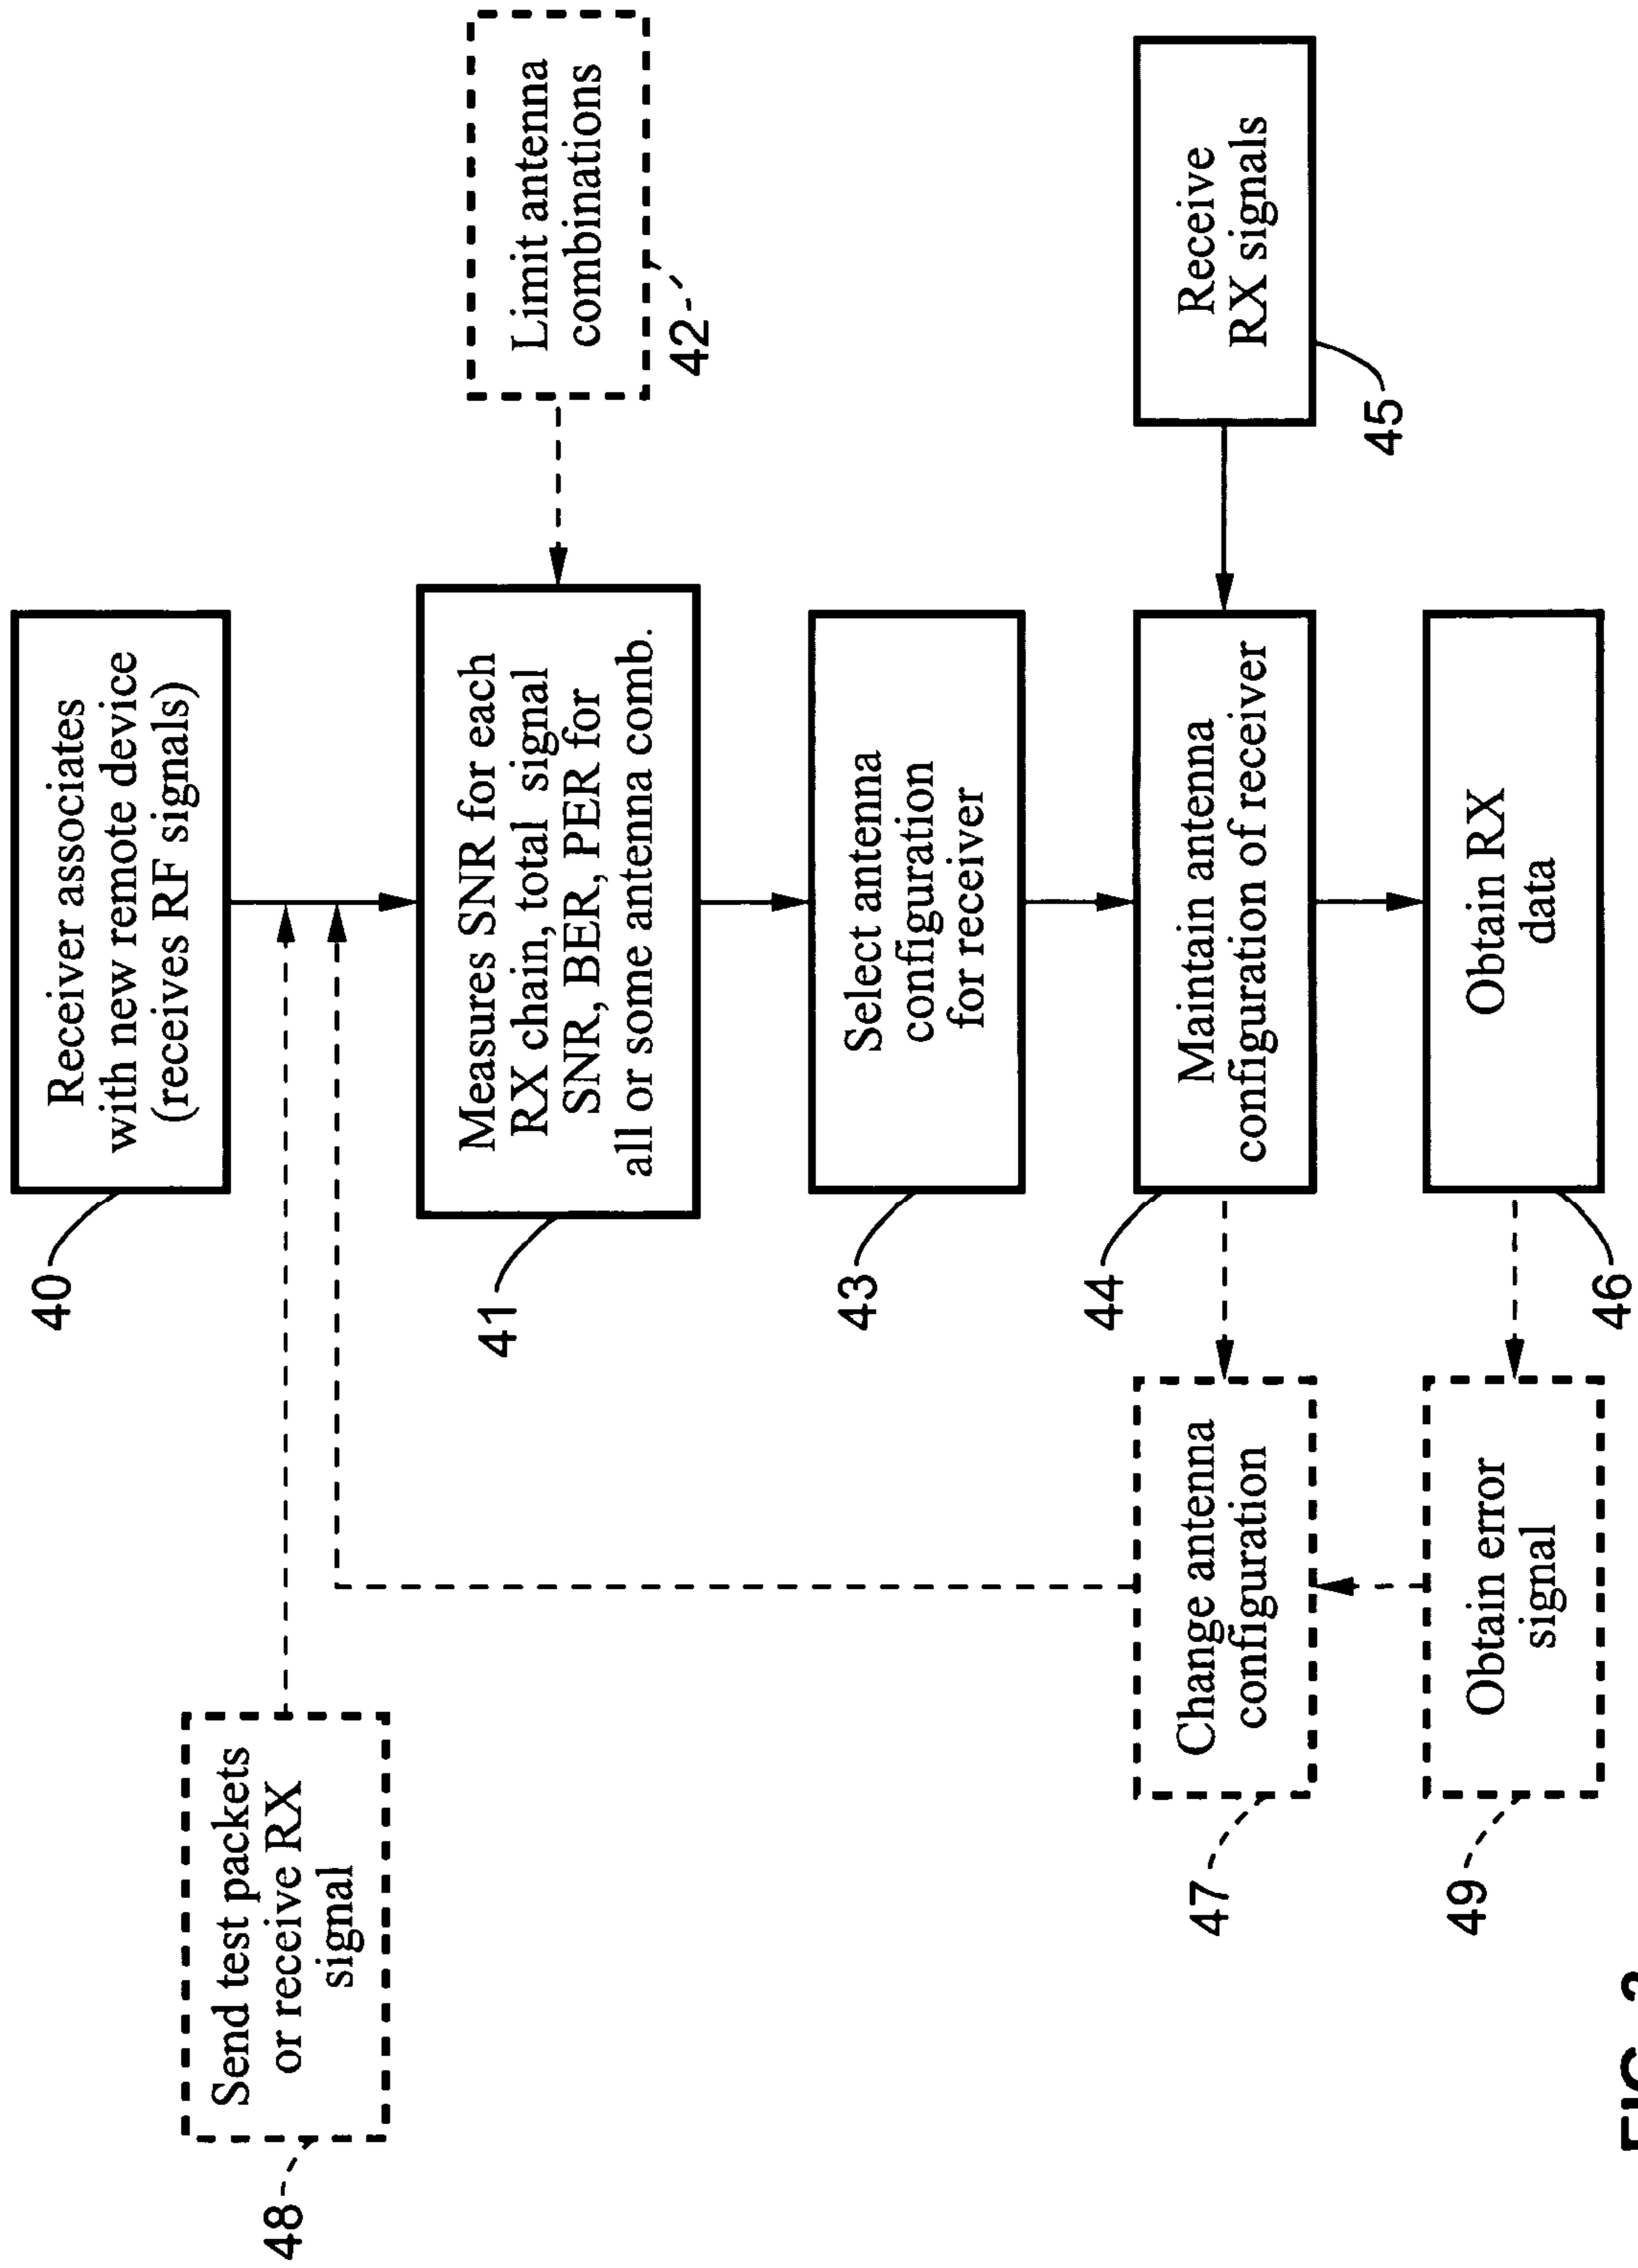 Receiver associates
with new remote device
(receives RF signals)
40
Send test packets
or receive RX
signal
48
Measures SNR for each
RX chain, total signal
SNR, BER, PER for
all or some antenna comb.
41
Limit antenna
combinations
42
Select antenna
configuration
for receiver
43
Maintain antenna
configuration of receiver
44
Receive
RX signals
45
Change antenna
configuration
47
Obtain RX
data
46
Obtain error
signal
49
FIG.